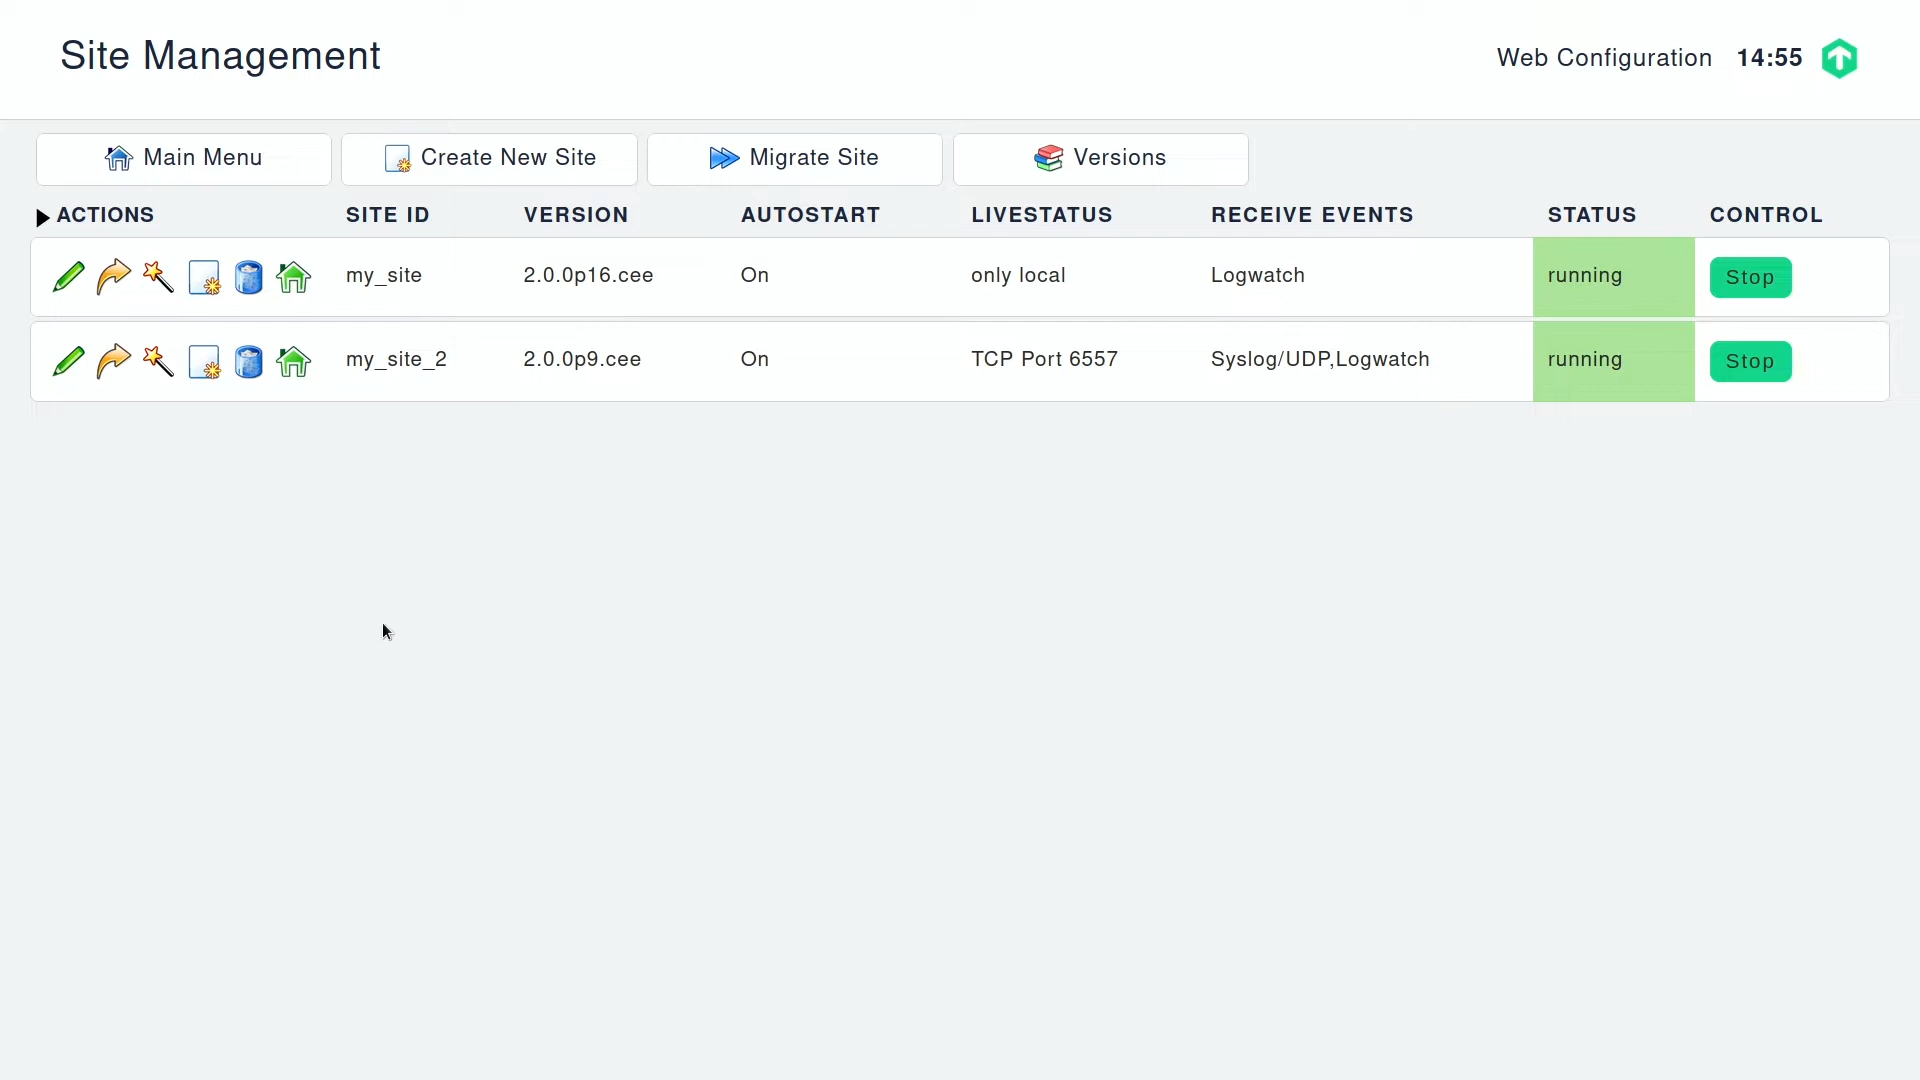 Site Management
Web Configuration 14:55
Main Menu
Create New Site
Migrate Site
Versions
ACTIONS SITE ID VERSION AUTOSTART LIVESTATUS RECEIVE EVENTS STATUS CONTROL
my_site 2.0.0p16.cee On only local Logwatch running Stop
my_site_2 2.0.0p9.cee On TCP Port 6557 Syslog/UDP,Logwatch running Stop